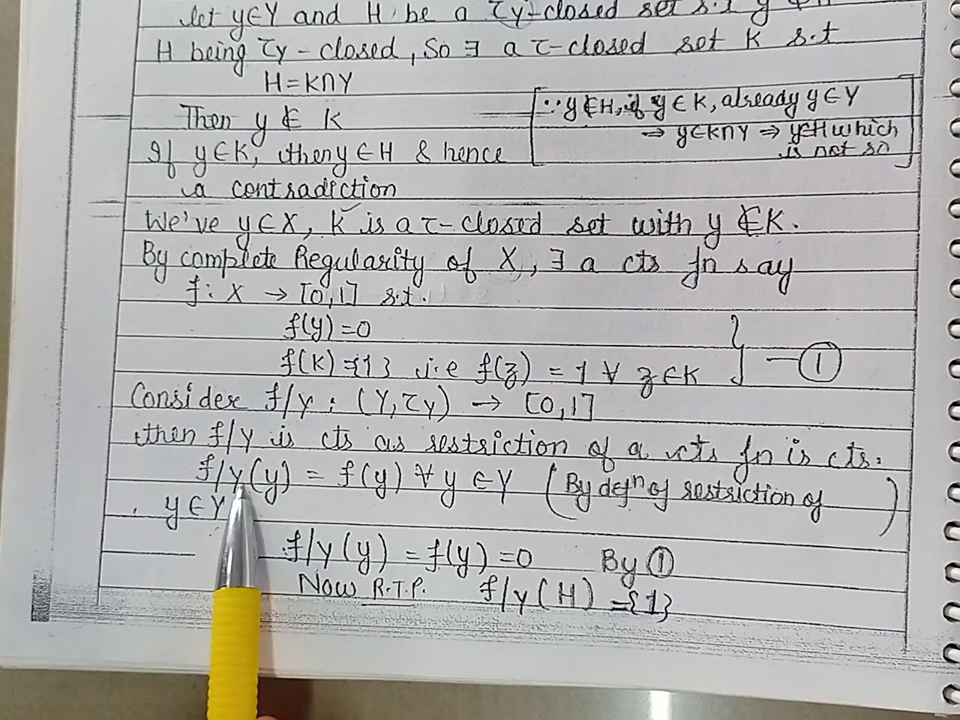 let y∈Y and H be a τy-closed set s.t y ∉
H being τy-closed, So ∃ a τ-closed set K s.t
H=K∩Y
Then y ∉ K
[∵ y∉H, if y∈K, already y∈Y
⇒ y∈K∩Y ⇒ y∈H which
is not so]
If y∈K, then y∈H & hence
a contradiction
We've y∈X, K is a τ-closed set with y ∉ K.
By complete Regularity of X, ∃ a cts fn say
f: X → [0,1] s.t.
f(y)=0
f(K)={1} i.e f(z) = 1 ∀ z∈K } — ①
Consider f/Y : (Y,τy) → [0,1]
then f/Y is cts as restriction of a cts fn is cts.
f/Y(y) = f(y) ∀ y ∈ Y (By defⁿ of restriction of )
y∈Y
f/Y(y) = f(y) = 0 By ①
Now R.T.P. f/Y(H) = {1}